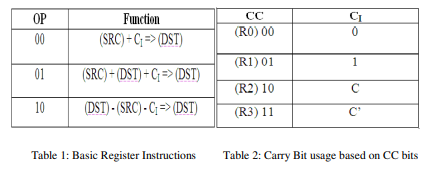 OP Function
00 (SRC) + C_I => (DST)
01 (SRC) + (DST) + C_I => (DST)
10 (DST) - (SRC) - C_I => (DST)
CC C_I
(R0) 00 0
(R1) 01 1
(R2) 10 C
(R3) 11 C'
Table 1: Basic Register Instructions
Table 2: Carry Bit usage based on CC bits